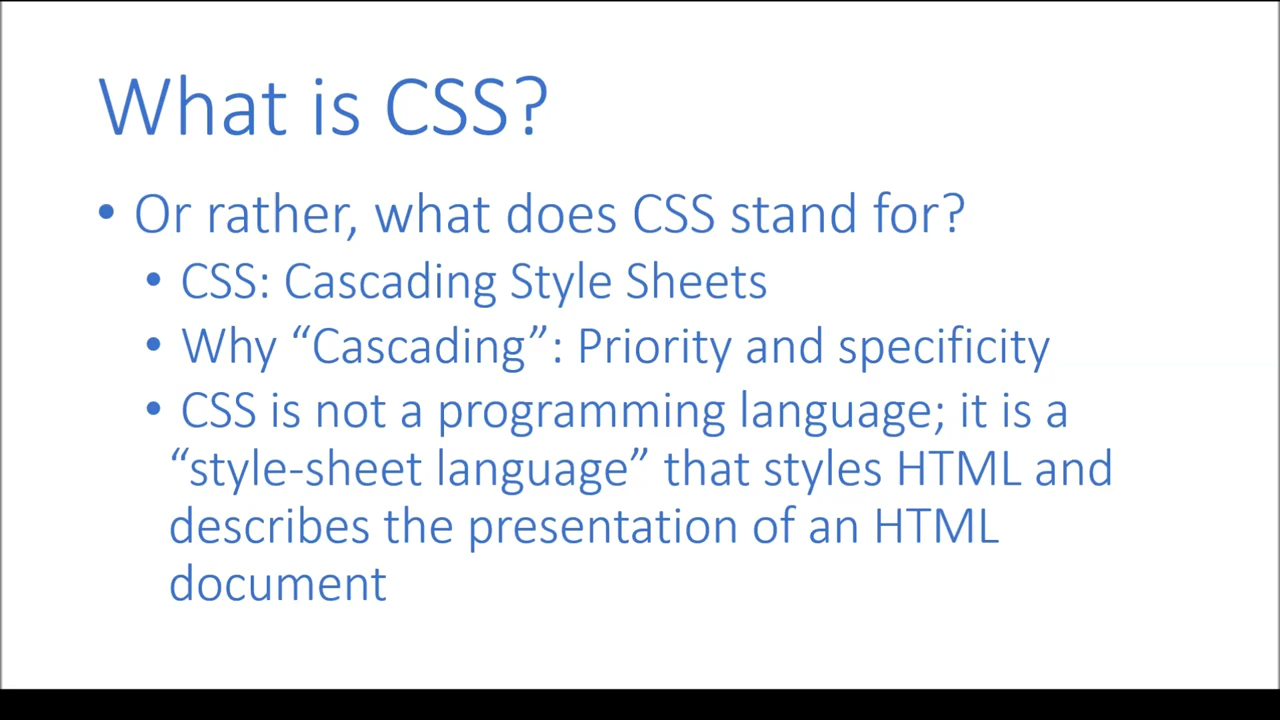 What is CSS?
• Or rather, what does CSS stand for?
• CSS: Cascading Style Sheets
• Why “Cascading”: Priority and specificity
• CSS is not a programming language; it is a
“style-sheet language” that styles HTML and
describes the presentation of an HTML
document